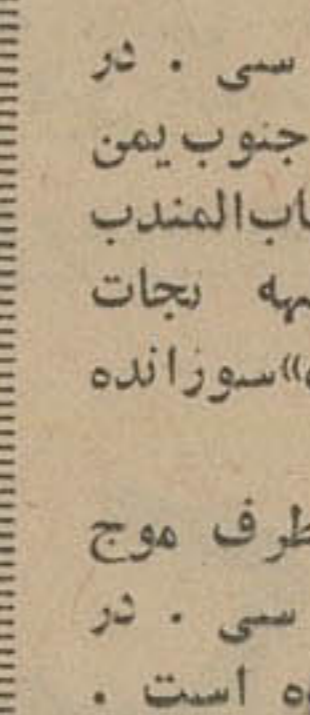 سی . در
جنوب یمن
باب‌المندب
جبهه نجات
»سوزانده
طرف موج
سی . در
است .